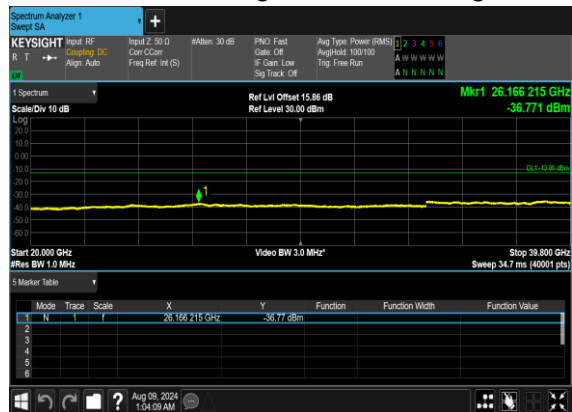 Spectrum Analyzer 1
Swept SA
+
KEYSIGHT Input: RF Input Z: 50 Ω #Atten: 30 dB PNO: Fast Avg Type: Power (RMS) 1 2 3 4 5 6
R T Coupling: DC Corr CCorr Gate: Off Avg|Hold: 100/100 A W W W W W
Align: Auto Freq Ref: Int (S) IF Gain: Low Trig: Free Run
LW Sig Track: Off A N N N N N
1 Spectrum Ref Lvl Offset 15.86 dB Mkr1 26.166 215 GHz
Scale/Div 10 dB Ref Level 30.00 dBm -36.771 dBm
Log
20.0
10.0
0.00
-10.0 DL1 -13.00 dBm
-20.0
-30.0 1
-40.0
-50.0
-60.0
Start 20.000 GHz Video BW 3.0 MHz* Stop 39.800 GHz
#Res BW 1.0 MHz Sweep 34.7 ms (40001 pts)
5 Marker Table
Mode Trace Scale X Y Function Function Width Function Value
1 N 1 f 26.166 215 GHz -36.77 dBm
2
3
4
5
6
? Aug 09, 2024
1:04:09 AM